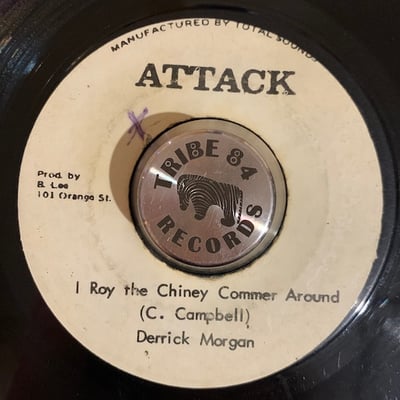 MANUFACTURED BY TOTAL SOUNDS
ATTACK
Prod. by
B. Lee
101 Orange St.
TRIBE 84
RECORDS
I Roy the Chiney Commer Around
(C. Campbell)
Derrick Morgan